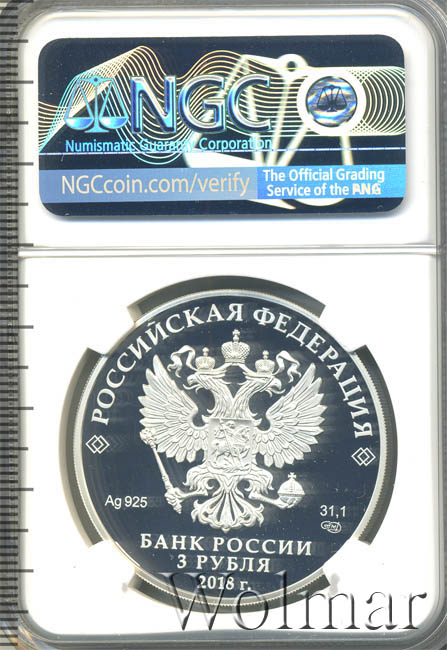 NGC
Numismatic Guaranty Corporation
NGCcoin.com/verify
The Official Grading
Service of the PNG
РОССИЙСКАЯ ФЕДЕРАЦИЯ
Ag 925
31,1
БАНК РОССИИ
3 РУБЛЯ
2018 г.
Wolmar